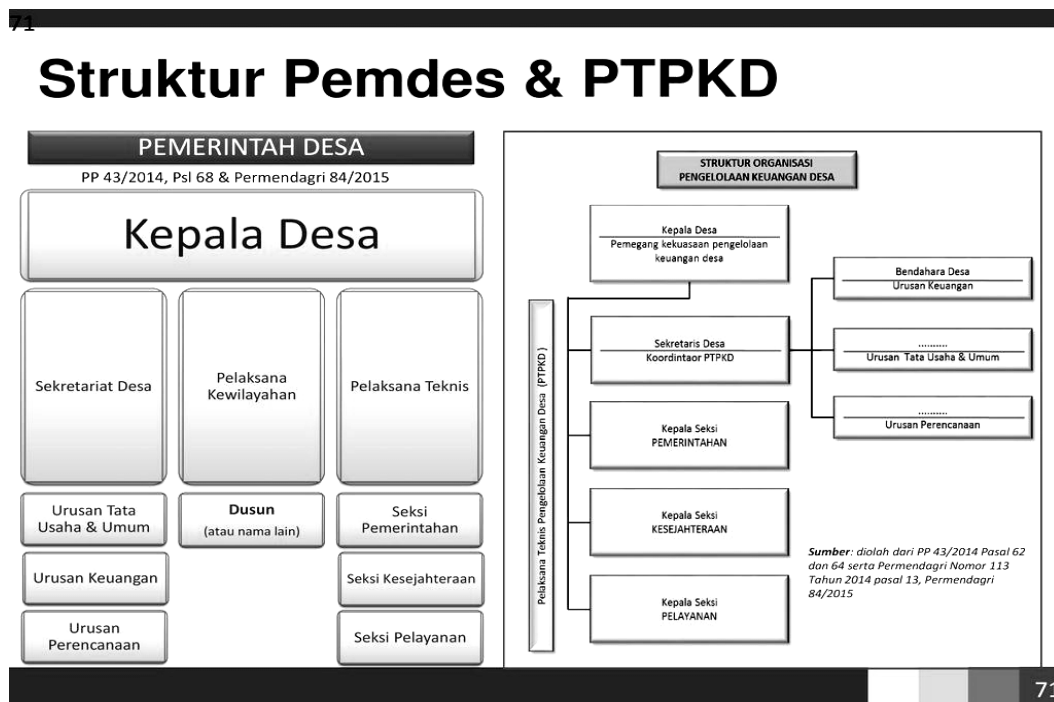 71
Struktur Pemdes & PTPKD
PEMERINTAH DESA
PP 43/2014, Psl 68 & Permendagri 84/2015
Kepala Desa
Sekretariat Desa
Pelaksana
Kewilayahan
Pelaksana Teknis
Urusan Tata
Usaha & Umum
Dusun
(atau nama lain)
Seksi
Pemerintahan
Urusan Keuangan
Seksi Kesejahteraan
Urusan
Perencanaan
Seksi Pelayanan
STRUKTUR ORGANISASI
PENGELOLAAN KEUANGAN DESA
Kepala Desa
Pemegang kekuasaan pengelolaan
keuangan desa
Pelaksana Teknis Pengelolaan Keuangan Desa (PTPKD)
Sekretaris Desa
Koordintaor PTPKD
Kepala Seksi
PEMERINTAHAN
Kepala Seksi
KESEJAHTERAAN
Kepala Seksi
PELAYANAN
Bendahara Desa
Urusan Keuangan
..........
Urusan Tata Usaha & Umum
..........
Urusan Perencanaan
Sumber: diolah dari PP 43/2014 Pasal 62
dan 64 serta Permendagri Nomor 113
Tahun 2014 pasal 13, Permendagri
84/2015
71